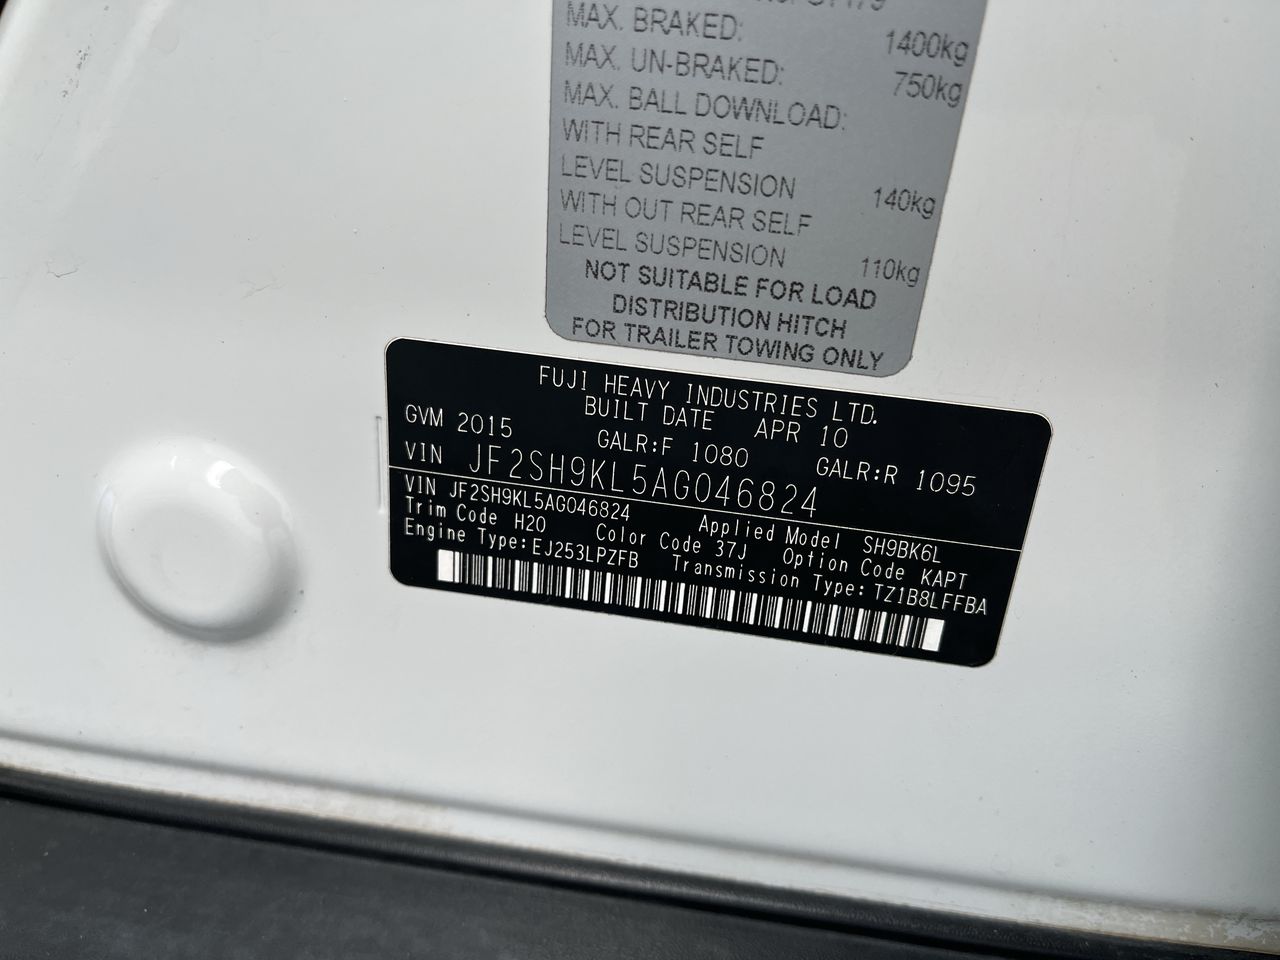 MAX. BRAKED: 1400kg
MAX. UN-BRAKED: 750kg
MAX. BALL DOWNLOAD:
WITH REAR SELF
LEVEL SUSPENSION 140kg
WITH OUT REAR SELF
LEVEL SUSPENSION 110kg
NOT SUITABLE FOR LOAD
DISTRIBUTION HITCH
FOR TRAILER TOWING ONLY
FUJI HEAVY INDUSTRIES LTD.
BUILT DATE APR 10
GVM 2015 GALR:F 1080 GALR:R 1095
VIN JF2SH9KL5AG046824
VIN JF2SH9KL5AG046824 Applied Model SH9BK6L
Trim Code H20 Color Code 37J Option Code KAPT
Engine Type:EJ253LPZFB Transmission Type:TZ1B8LFFBA